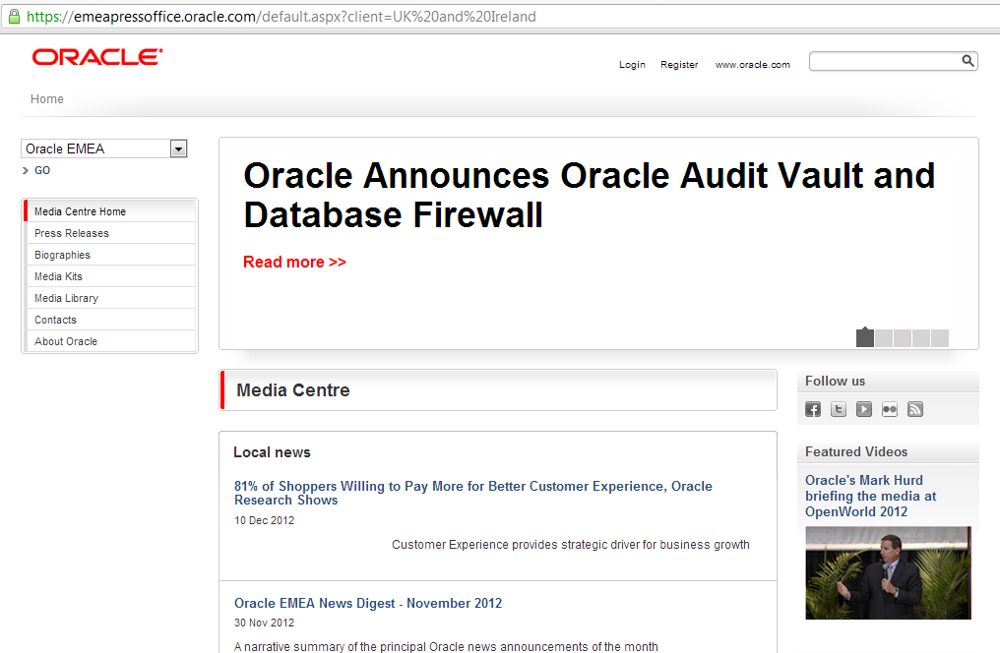 https://emeapressoffice.oracle.com/default.aspx?client=UK%20and%20Ireland
ORACLE
Login Register www.oracle.com
Home
Oracle EMEA
GO
Media Centre Home
Press Releases
Biographies
Media Kits
Media Library
Contacts
About Oracle
Oracle Announces Oracle Audit Vault and
Database Firewall
Read more >>
Media Centre
Local news
81% of Shoppers Willing to Pay More for Better Customer Experience, Oracle
Research Shows
10 Dec 2012
Customer Experience provides strategic driver for business growth
Oracle EMEA News Digest - November 2012
30 Nov 2012
A narrative summary of the principal Oracle news announcements of the month
Follow us
Featured Videos
Oracle's Mark Hurd
briefing the media at
OpenWorld 2012